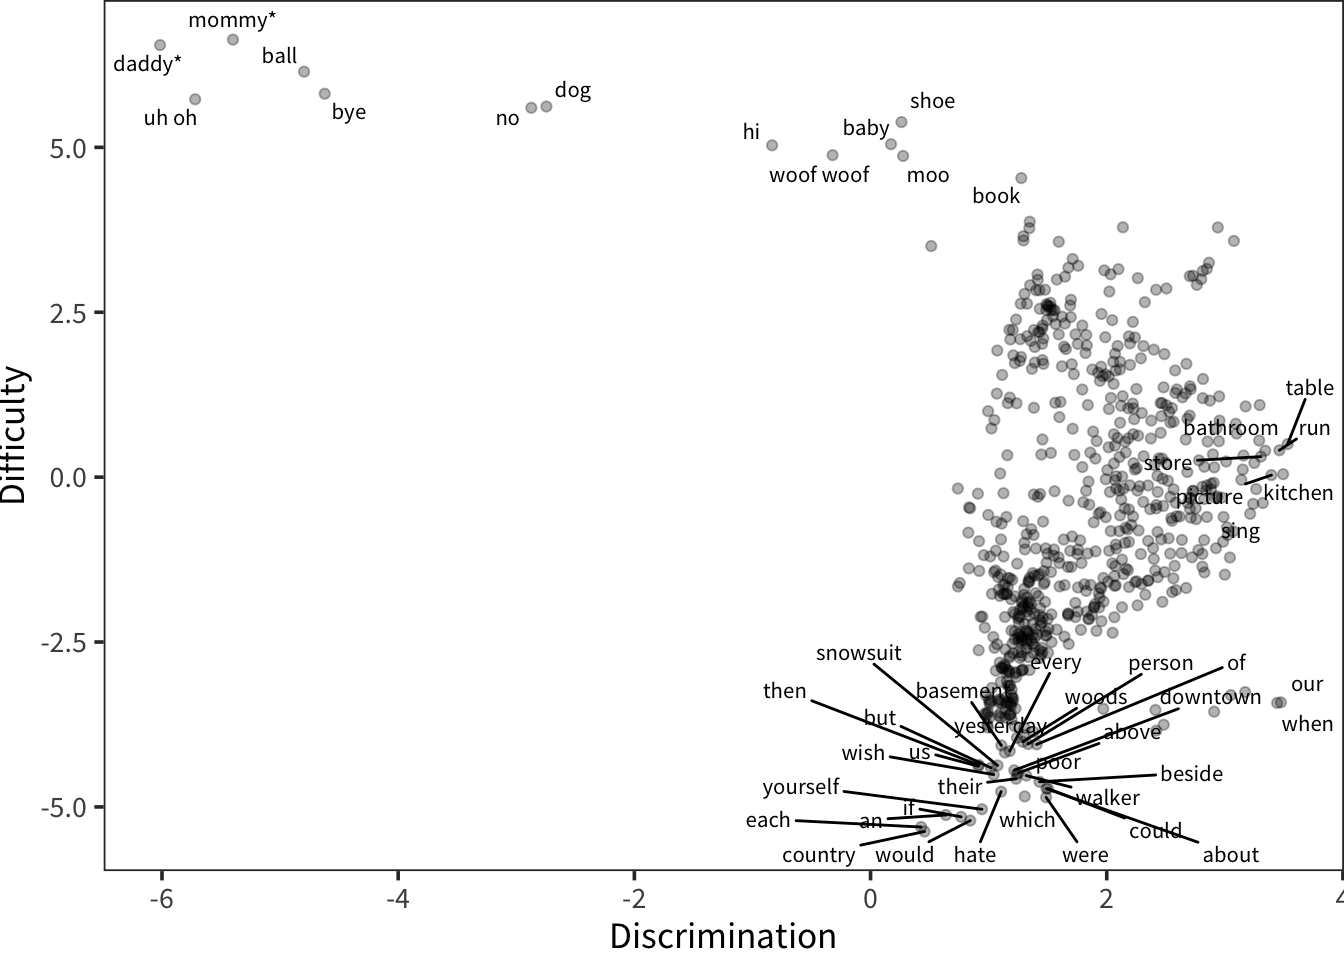 mommy*
daddy*
ball
uh oh
bye
dog
no
shoe
hi
baby
woof woof
moo
book
5.0
2.5
0.0
-2.5
-5.0
Difficulty
table
bathroom
run
store
picture
kitchen
sing
snowsuit
every
person
of
then
basement
woods
downtown
our
but
yesterday
above
when
wish
us
poor
their
beside
yourself
walker
if
each
an
which
could
country
would
hate
were
about
-6
-4
-2
0
2
4
Discrimination